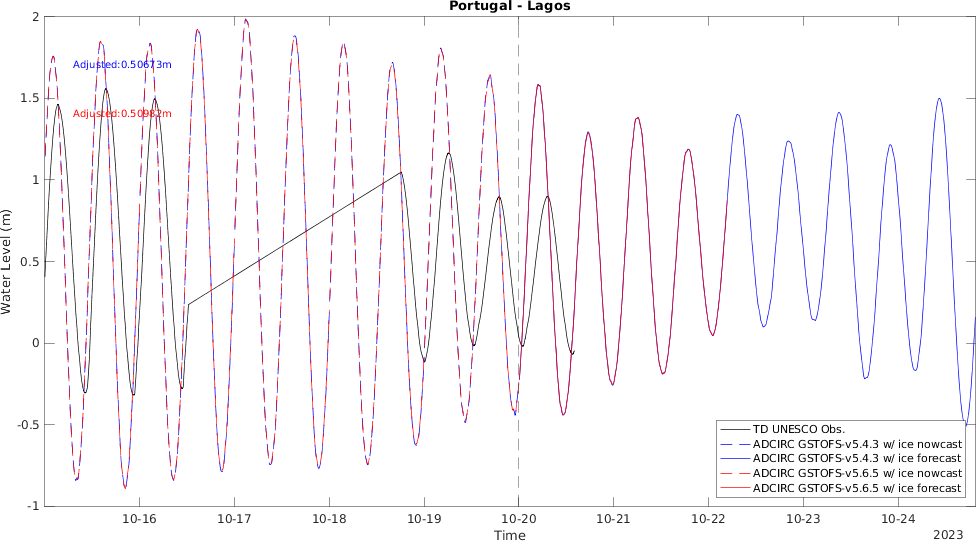 Portugal - Lagos
2
1.5
1
0.5
0
-0.5
-1
Water Level (m)
Adjusted:0.50673m
Adjusted:0.50982m
TD UNESCO Obs.
ADCIRC GSTOFS-v5.4.3 w/ ice nowcast
ADCIRC GSTOFS-v5.4.3 w/ ice forecast
ADCIRC GSTOFS-v5.6.5 w/ ice nowcast
ADCIRC GSTOFS-v5.6.5 w/ ice forecast
10-16 10-17 10-18 10-19 10-20 10-21 10-22 10-23 10-24
Time
2023